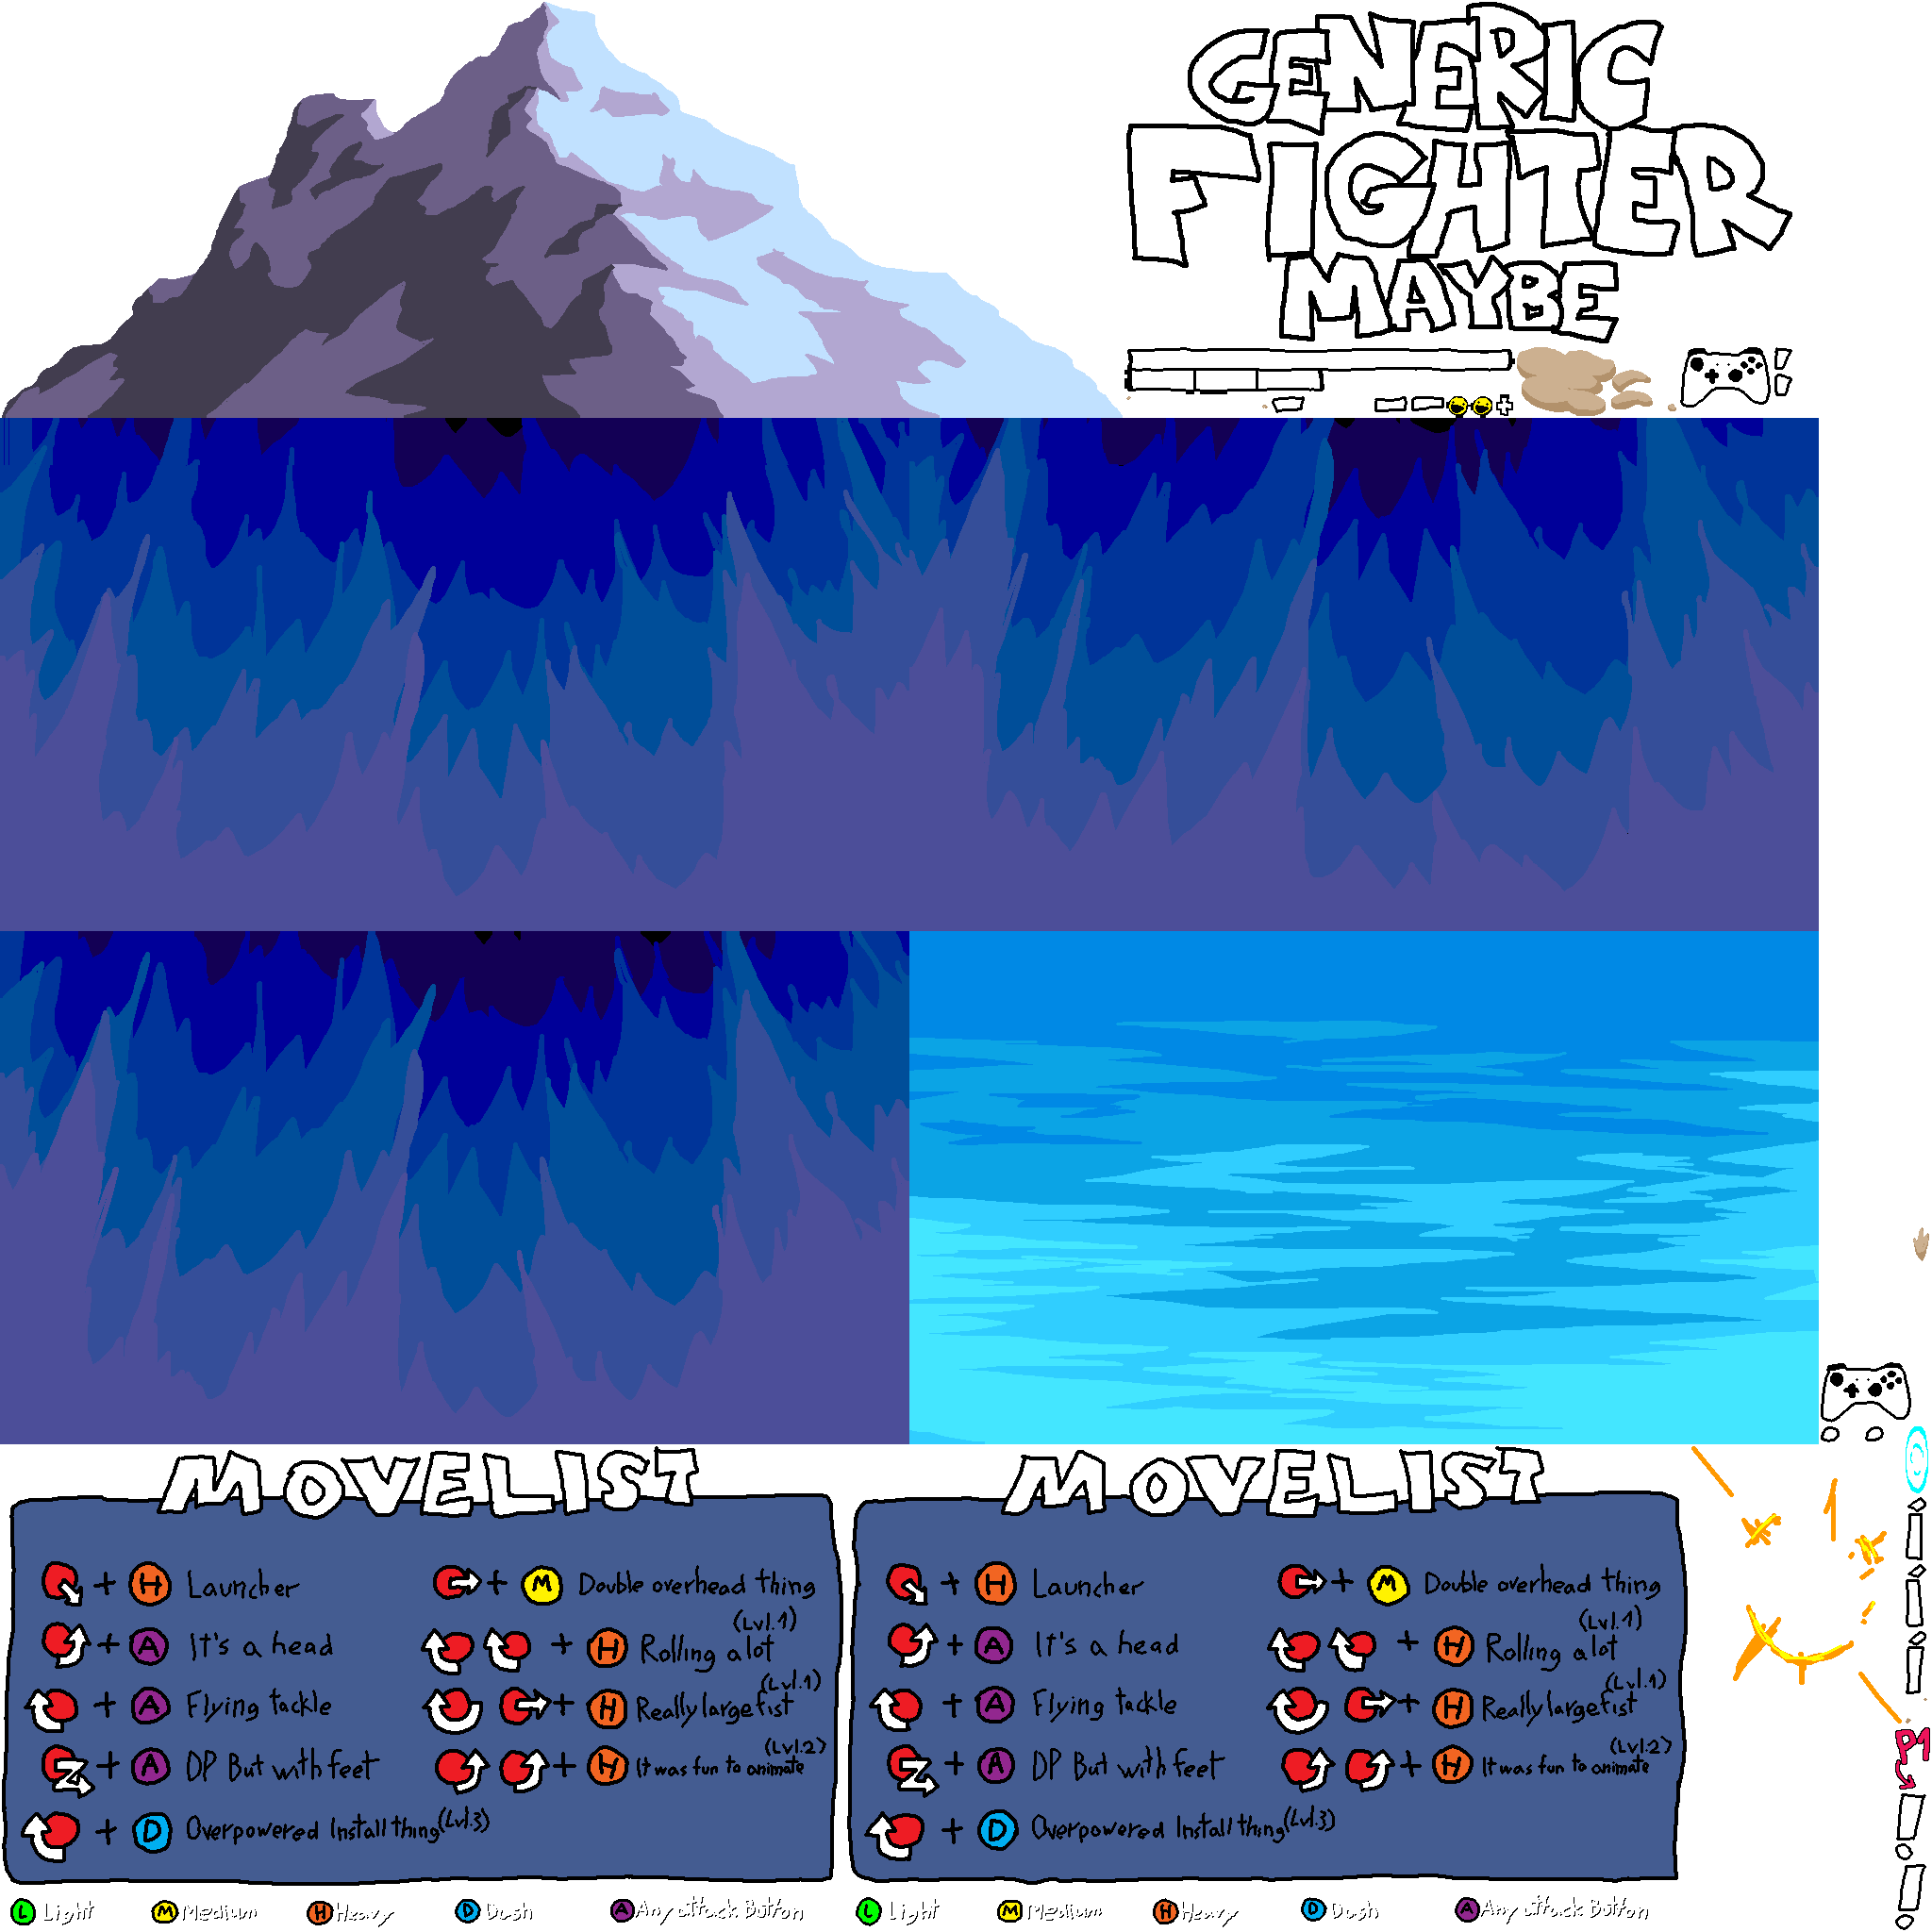 GENERIC
FIGHTER
MAYBE
MOVELIST
+ H Launcher
+ M Double overhead thing
+ A It's a head
+ H Rolling a lot (Lvl.1)
+ A Flying tackle
+ H Really large fist (Lvl.1)
+ A DP But with feet
+ H It was fun to animate (Lvl.2)
+ D Overpowered Install thing (Lvl.3)
L Light M Medium H Heavy D Dash A Any attack Button
MOVELIST
+ H Launcher
+ M Double overhead thing
+ A It's a head
+ H Rolling a lot (Lvl.1)
+ A Flying tackle
+ H Really large fist (Lvl.1)
+ A DP But with feet
+ H It was fun to animate (Lvl.2)
+ D Overpowered Install thing (Lvl.3)
L Light M Medium H Heavy D Dash A Any attack Button
P1